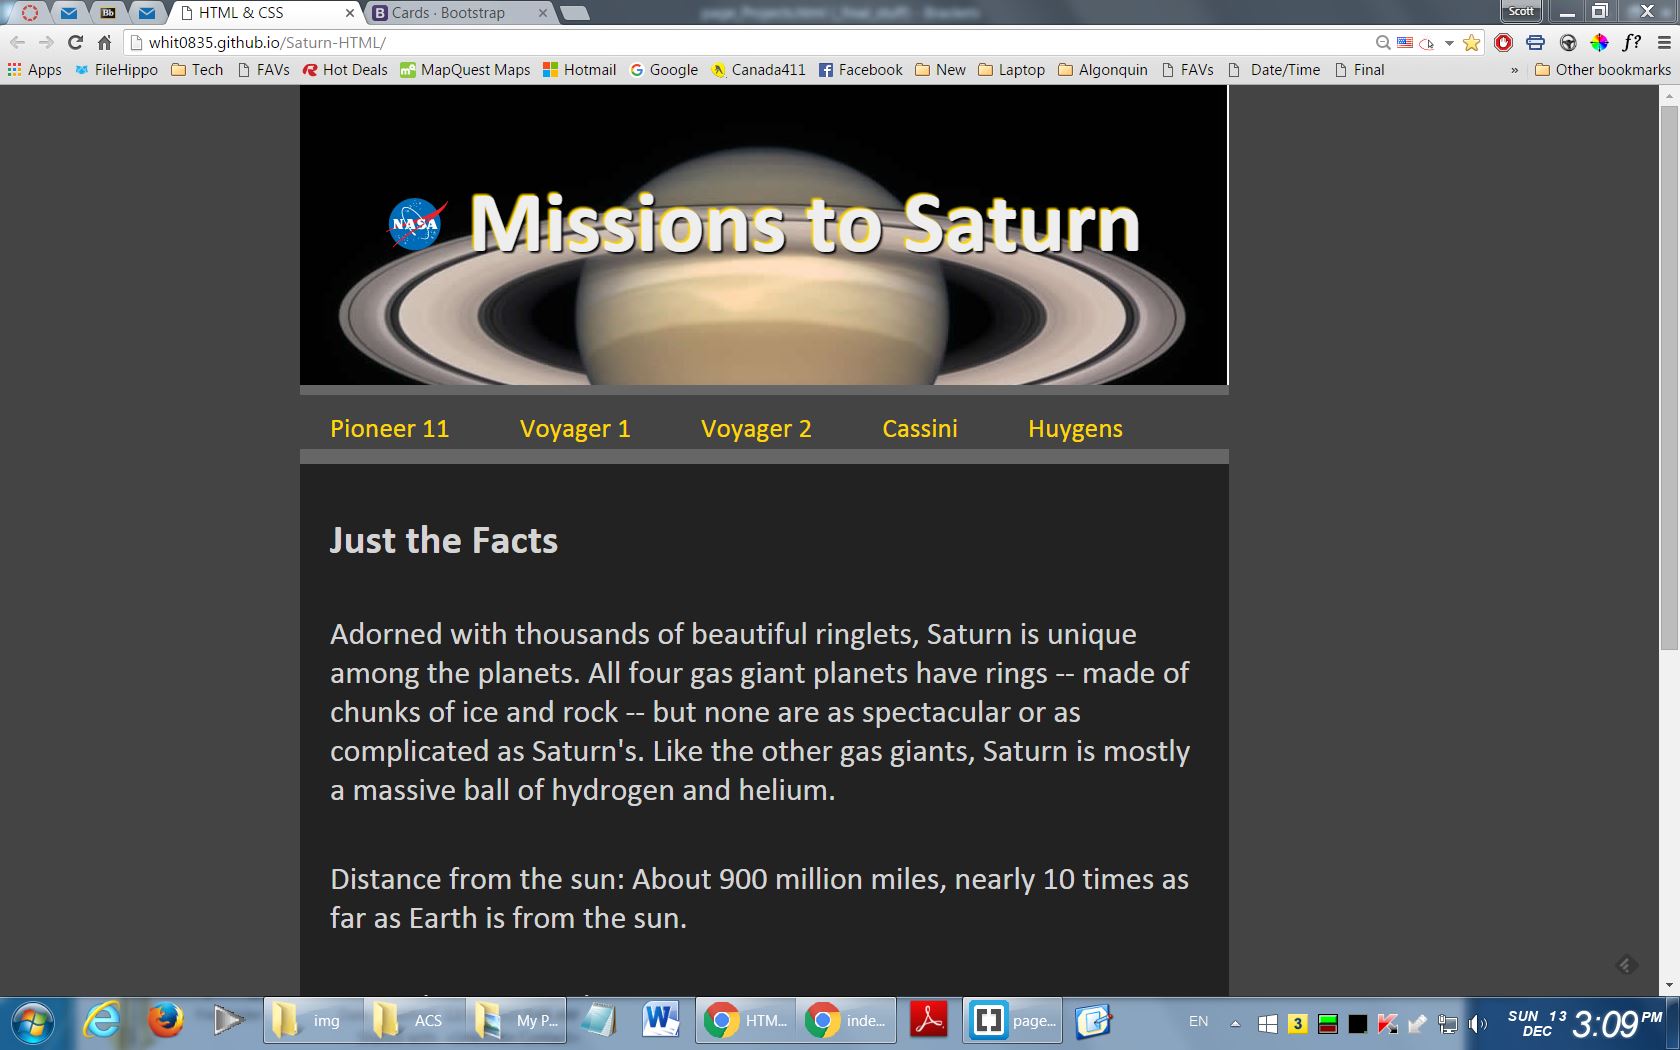 HTML & CSS
Cards · Bootstrap
Scott
Bb
B
whit0835.github.io/Saturn-HTML/
f?
Apps
FileHippo
Tech
FAVs
Hot Deals
MapQuest Maps
Hotmail
Google
Canada411
Facebook
New
Laptop
Algonquin
FAVs
Date/Time
Final
»
Other bookmarks
NASA
Missions to Saturn
Pioneer 11
Voyager 1
Voyager 2
Cassini
Huygens
Just the Facts
Adorned with thousands of beautiful ringlets, Saturn is unique
among the planets. All four gas giant planets have rings -- made of
chunks of ice and rock -- but none are as spectacular or as
complicated as Saturn's. Like the other gas giants, Saturn is mostly
a massive ball of hydrogen and helium.
Distance from the sun: About 900 million miles, nearly 10 times as
far as Earth is from the sun.
img
ACS
My P...
W
HTM...
inde...
page...
EN
3
SUN 13
DEC
3:09 PM